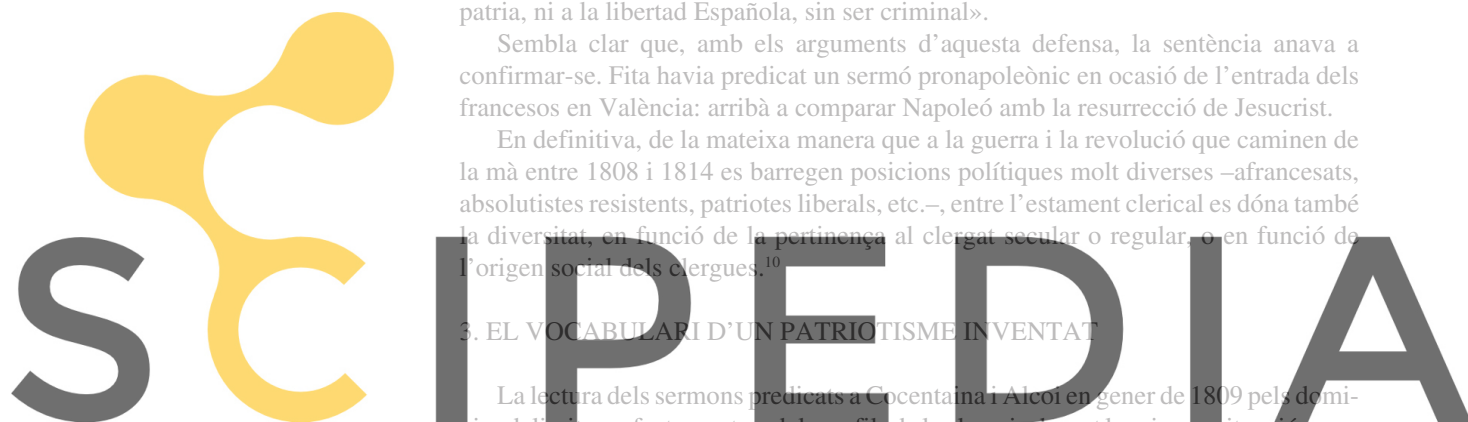 patria, ni a la libertad Española, sin ser criminal».
Sembla clar que, amb els arguments d'aquesta defensa, la sentència anava a
confirmar-se. Fita havia predicat un sermó pronapoleònic en ocasió de l'entrada dels
francesos en València: arribà a comparar Napoleó amb la resurrecció de Jesucrist.
En definitiva, de la mateixa manera que a la guerra i la revolució que caminen de
la mà entre 1808 i 1814 es barregen posicions polítiques molt diverses –afrancesats,
absolutistes resistents, patriotes liberals, etc.–, entre l'estament clerical es dóna també
la diversitat, en funció de la pertinença al clergat secular o regular, o en funció de
l'origen social dels clergues.10
SCIPEDIA
3. EL VOCABULARI D'UN PATRIOTISME INVENTAT
La lectura dels sermons predicats a Cocentaina i Alcoi en gener de 1809 pels domi-